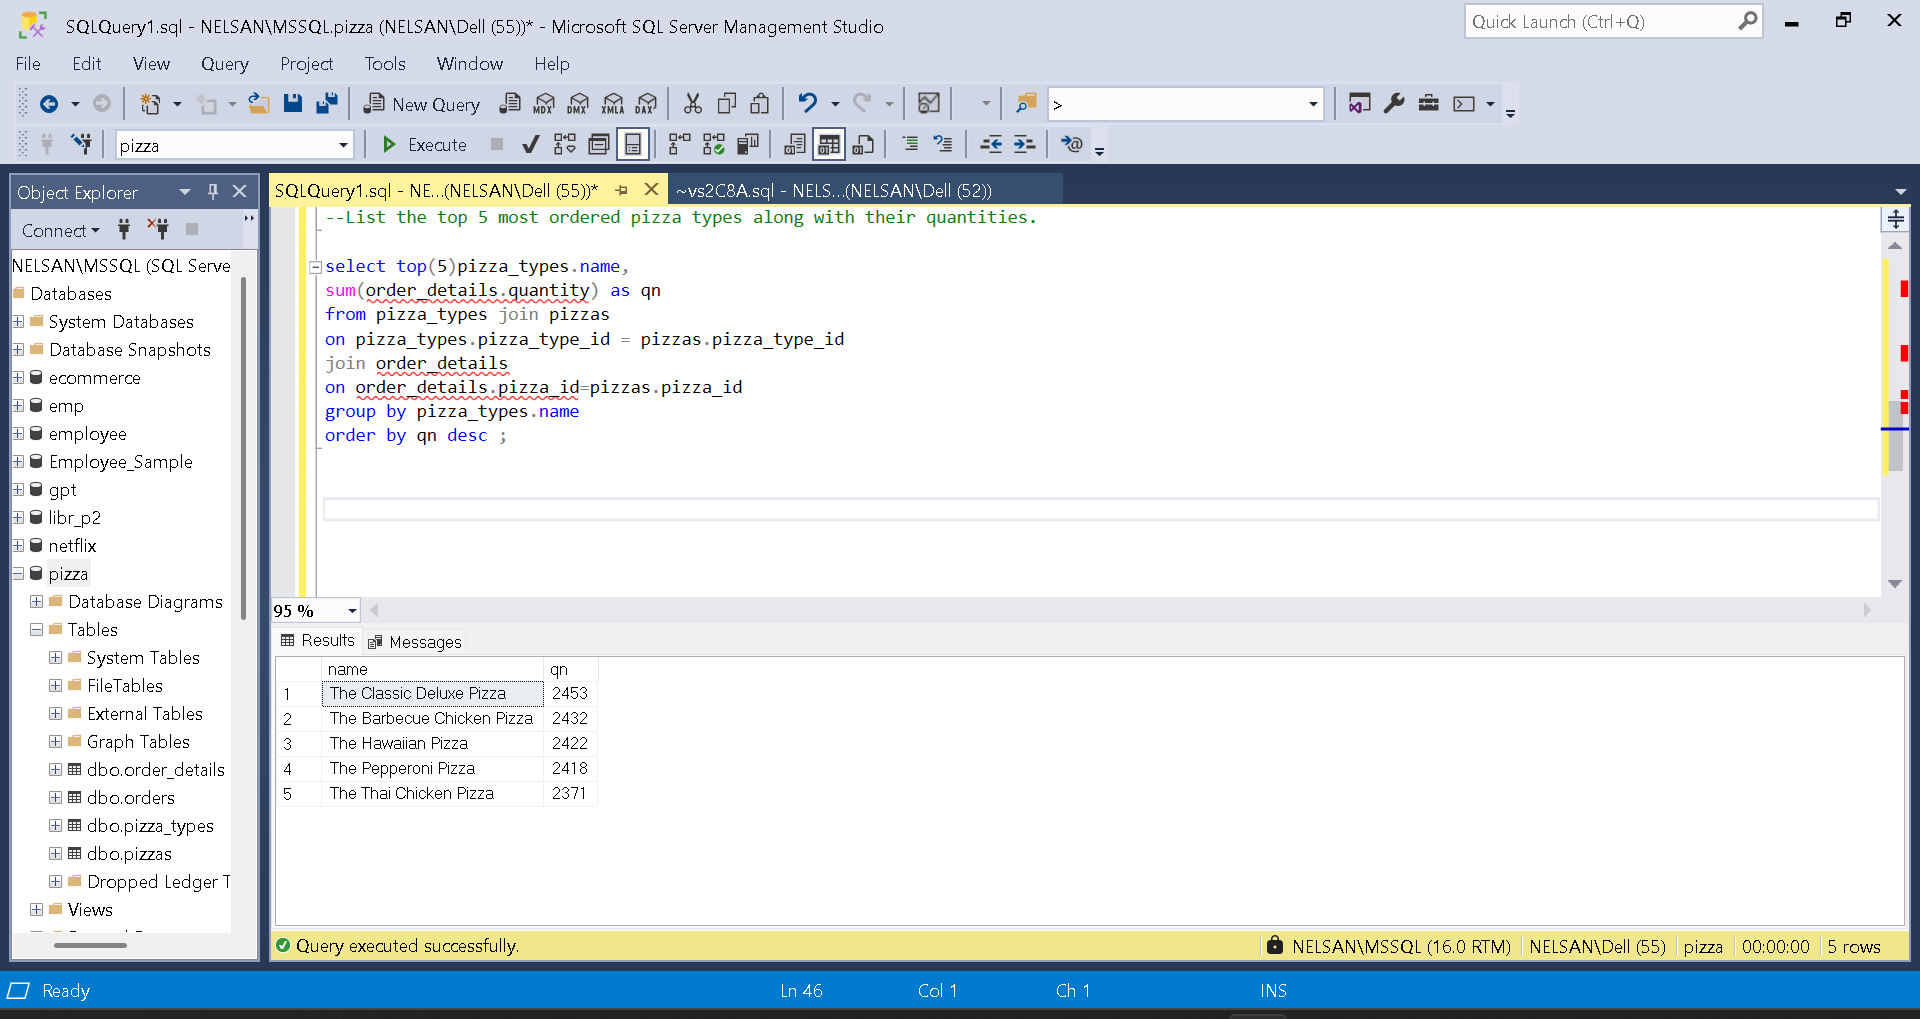 SQLQuery1.sql - NELSAN\MSSQL.pizza (NELSAN\Dell (55))* - Microsoft SQL Server Management Studio
Quick Launch (Ctrl+Q)
File Edit View Query Project Tools Window Help
New Query MDX DMX XMLA DAX >
pizza Execute
Object Explorer
SQLQuery1.sql - NE...(NELSAN\Dell (55))* ~vs2C8A.sql - NELS...(NELSAN\Dell (52))
Connect
NELSAN\MSSQL (SQL Serve
Databases
System Databases
Database Snapshots
ecommerce
emp
employee
Employee_Sample
gpt
libr_p2
netflix
pizza
Database Diagrams
Tables
System Tables
FileTables
External Tables
Graph Tables
dbo.order_details
dbo.orders
dbo.pizza_types
dbo.pizzas
Dropped Ledger T
Views
--List the top 5 most ordered pizza types along with their quantities.
select top(5)pizza_types.name,
sum(order_details.quantity) as qn
from pizza_types join pizzas
on pizza_types.pizza_type_id = pizzas.pizza_type_id
join order_details
on order_details.pizza_id=pizzas.pizza_id
group by pizza_types.name
order by qn desc ;
95 %
Results Messages
name qn
1 The Classic Deluxe Pizza 2453
2 The Barbecue Chicken Pizza 2432
3 The Hawaiian Pizza 2422
4 The Pepperoni Pizza 2418
5 The Thai Chicken Pizza 2371
Query executed successfully. NELSAN\MSSQL (16.0 RTM) NELSAN\Dell (55) pizza 00:00:00 5 rows
Ready Ln 46 Col 1 Ch 1 INS